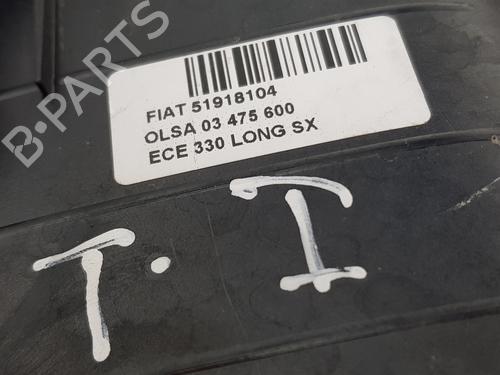 B-PARTS
FIAT 51918104
OLSA 03 475 600
ECE 330 LONG SX
T. I